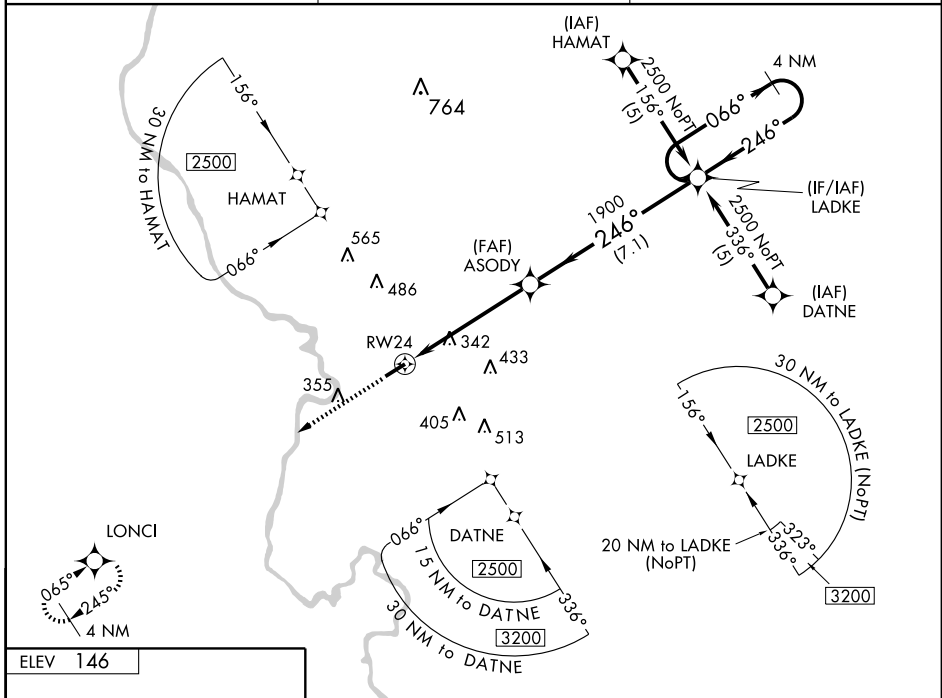 (IAF)
HAMAT
4 NM
2500 NoPT
156°
(5)
066°
246°
764
156°
30 NM to HAMAT
2500
HAMAT
066°
(IF/IAF)
LADKE
1900
246°
(7.1)
2500 NoPT
336°
(5)
(FAF)
ASODY
565
486
(IAF)
DATNE
RW24
342
433
355
405
513
30 NM to LADKE (NoPT)
156°
2500
LADKE
323°
336°
20 NM to LADKE
(NoPT)
3200
LONCI
065°
245°
4 NM
066°
DATNE
2500
15 NM to DATNE
336°
3200
30 NM to DATNE
ELEV 146